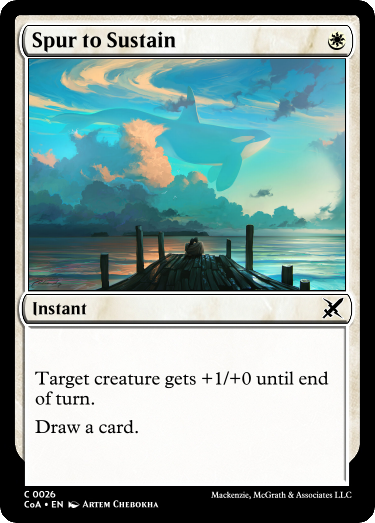 Spur to Sustain
Instant
Target creature gets +1/+0 until end
of turn.
Draw a card.
C 0026
CoA • EN Artem Chebokha
Mackenzie, McGrath & Associates LLC